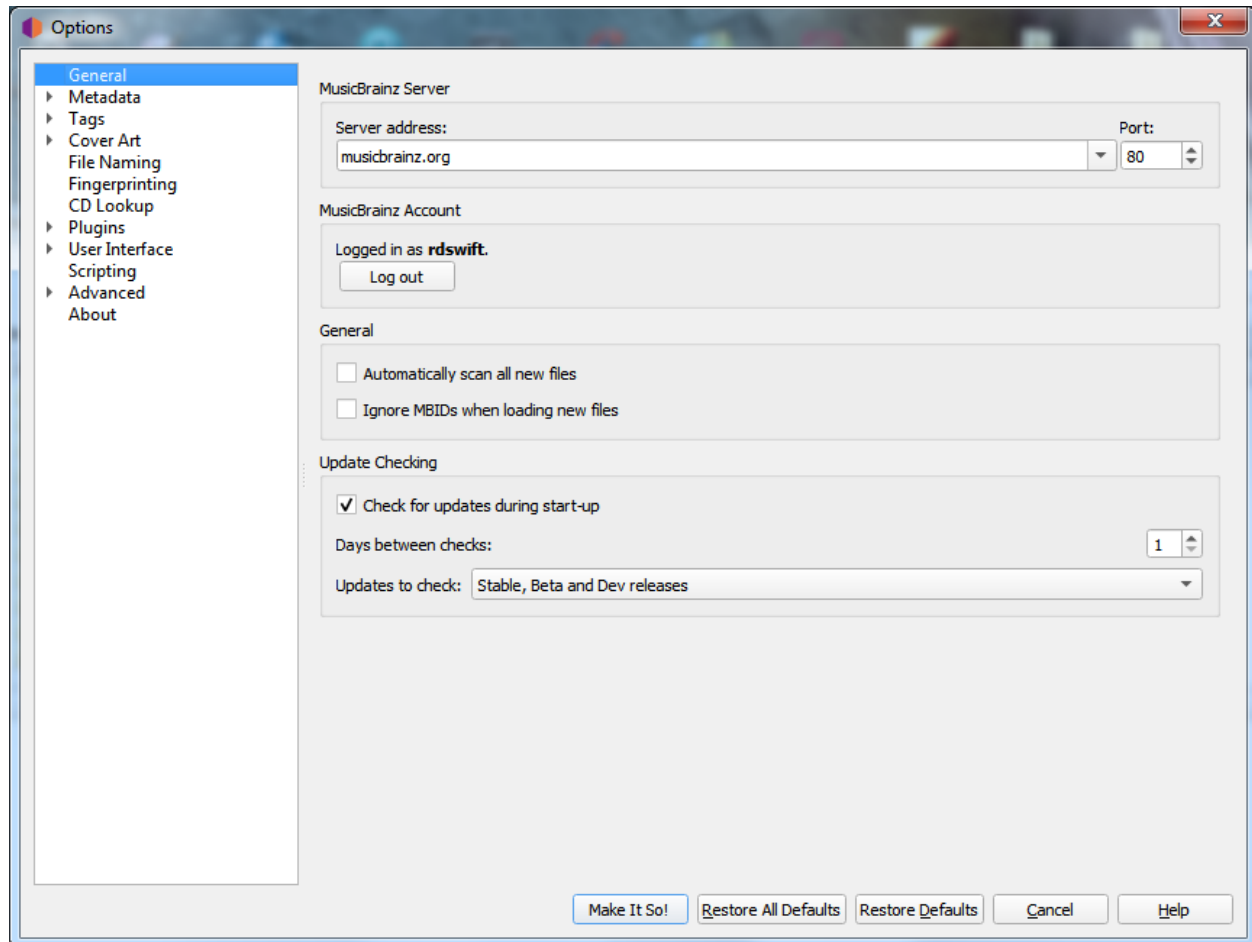 Options
General
Metadata
Tags
Cover Art
File Naming
Fingerprinting
CD Lookup
Plugins
User Interface
Scripting
Advanced
About
MusicBrainz Server
Server address: Port:
musicbrainz.org 80
MusicBrainz Account
Logged in as rdswift.
Log out
General
Automatically scan all new files
Ignore MBIDs when loading new files
Update Checking
Check for updates during start-up
Days between checks: 1
Updates to check: Stable, Beta and Dev releases
Make It So! Restore All Defaults Restore Defaults Cancel Help